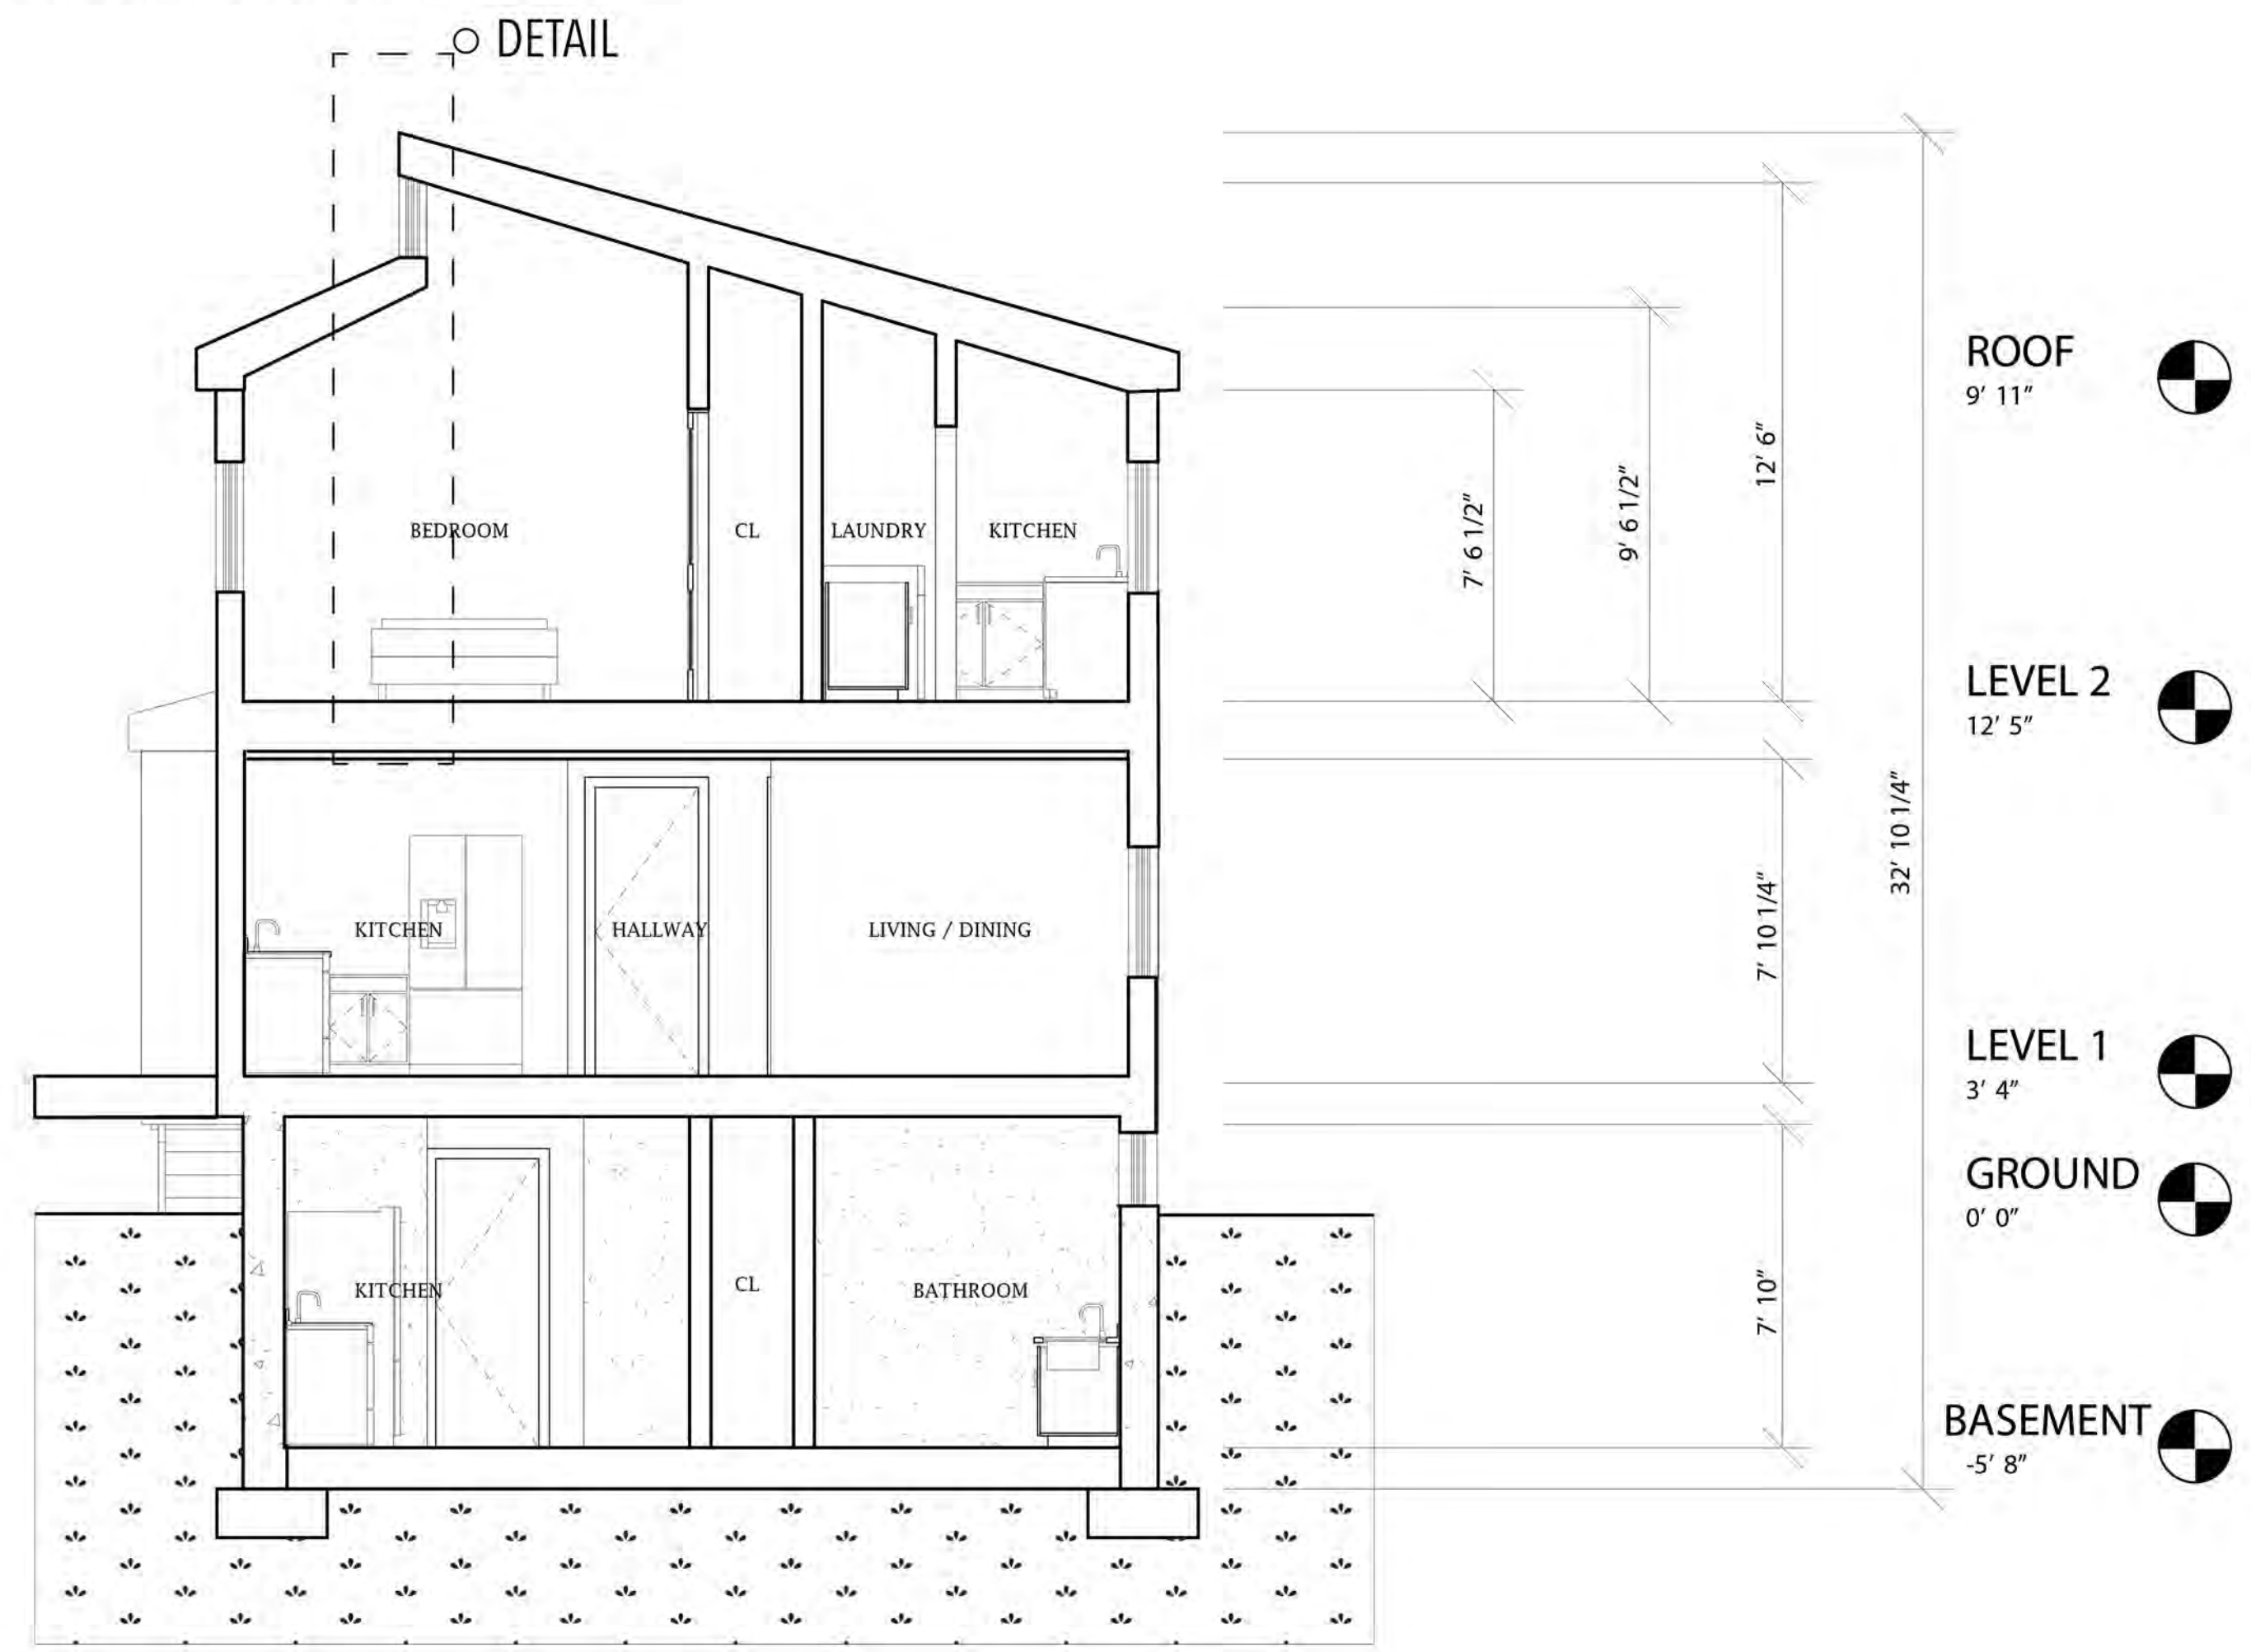 DETAIL
ROOF
9' 11"
12' 6"
9' 6 1/2"
7' 6 1/2"
BEDROOM
CL
LAUNDRY
KITCHEN
LEVEL 2
12' 5"
32' 10 1/4"
7' 10 1/4"
KITCHEN
HALLWAY
LIVING / DINING
LEVEL 1
3' 4"
GROUND
0' 0"
7' 10"
KITCHEN
CL
BATHROOM
BASEMENT
-5' 8"